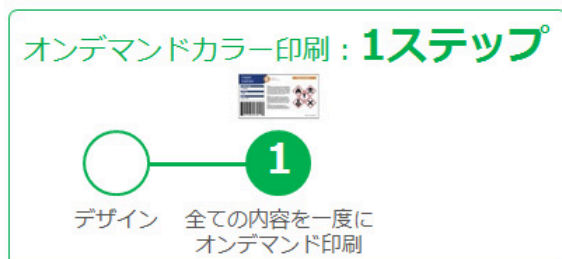 オンデマンドカラー印刷：1ステップ
1
デザイン
全ての内容を一度に
オンデマンド印刷